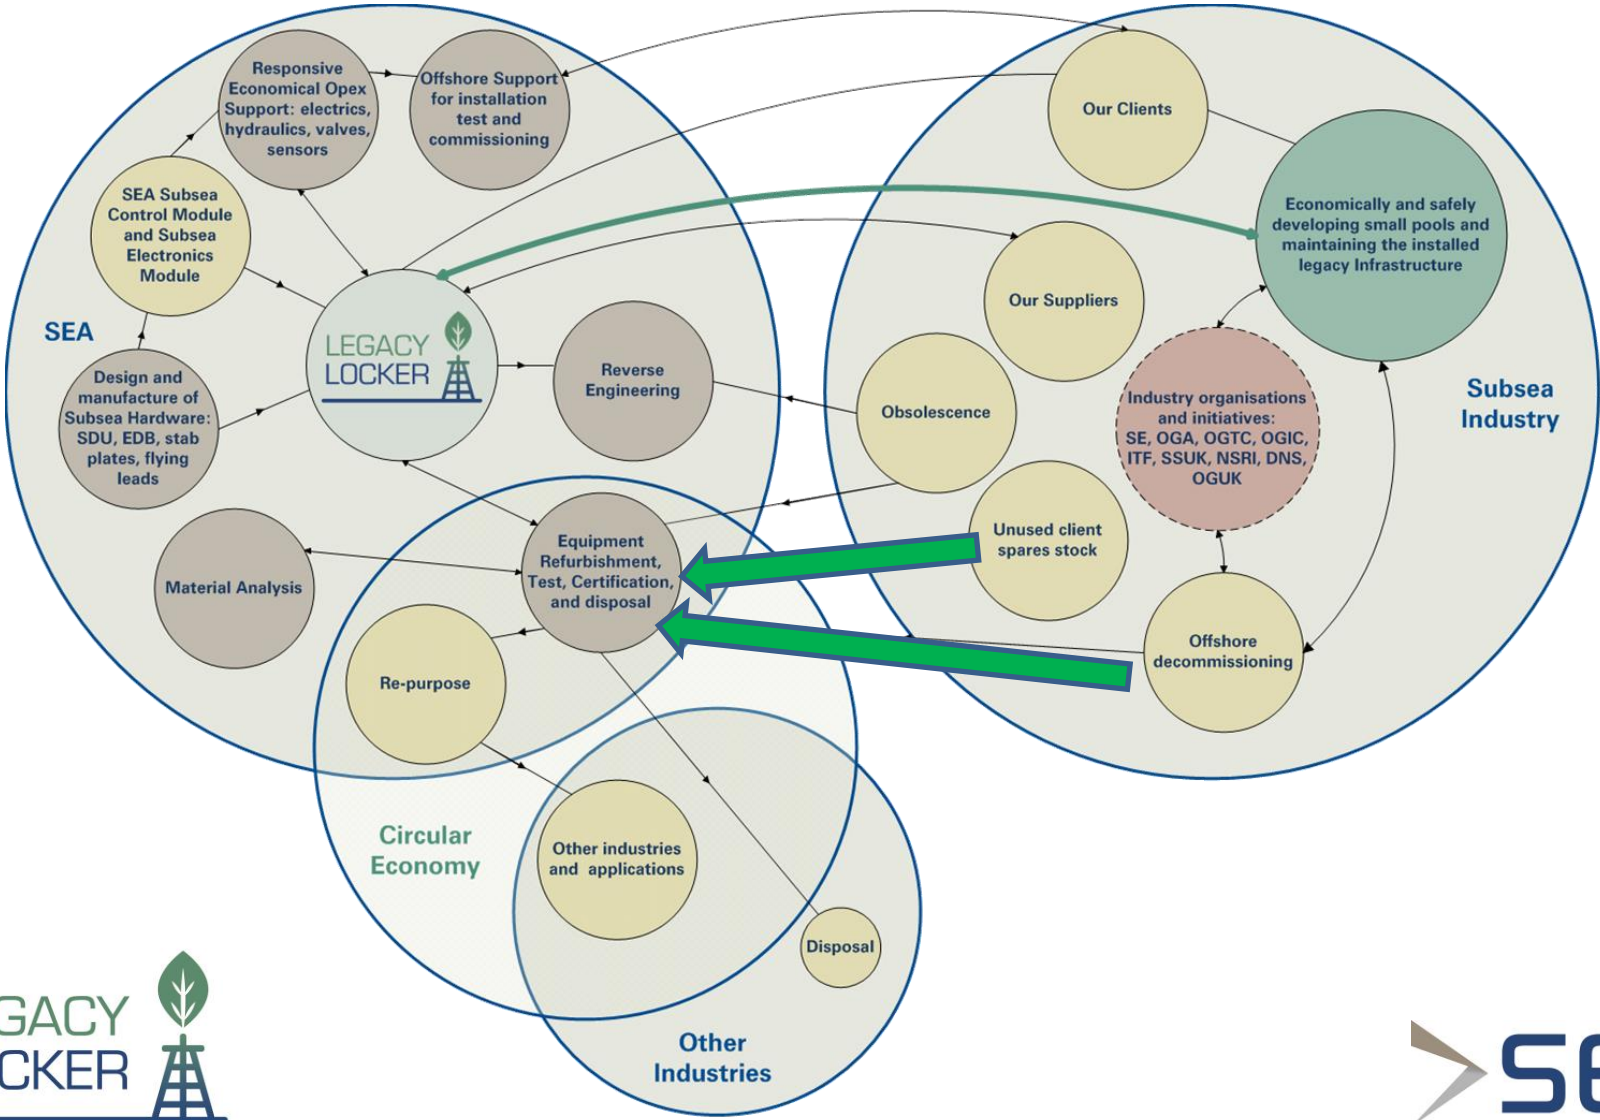 Responsive
Economical Opex
Support: electrics,
hydraulics, valves,
sensors
Offshore Support
for installation
test and
commissioning
Our Clients
SEA Subsea
Control Module
and Subsea
Electronics
Module
Economically and safely
developing small pools and
maintaining the installed
legacy Infrastructure
Our Suppliers
SEA
LEGACY
LOCKER
Reverse
Engineering
Design and
manufacture of
Subsea Hardware:
SDU, EDB, stab
plates, flying
leads
Obsolescence
Industry organisations
and initiatives:
SE, OGA, OGTC, OGIC,
ITF, SSUK, NSRI, DNS,
OGUK
Subsea
Industry
Equipment
Refurbishment,
Test, Certification,
and disposal
Unused client
spares stock
Material Analysis
Offshore
decommissioning
Re-purpose
Circular
Economy
Other industries
and applications
Disposal
Other
Industries
GACY
CKER
SE